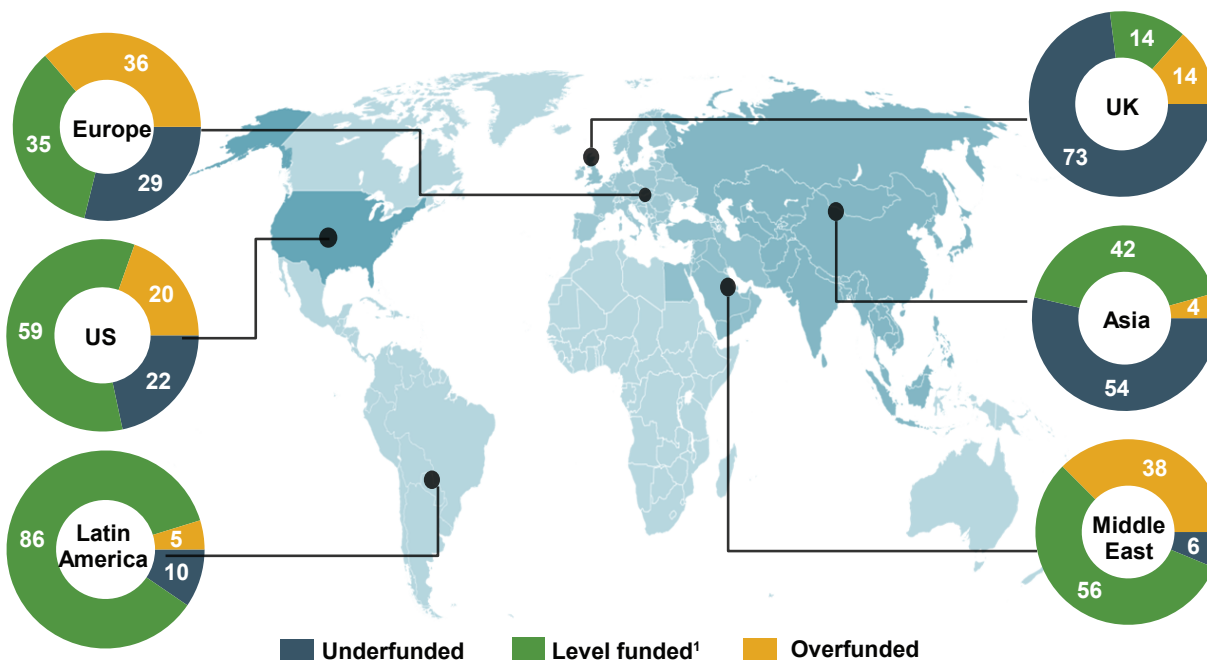 36
35
29
Europe
20
59
22
US
86
5
10
Latin
America
14
14
73
UK
42
4
54
Asia
38
6
56
Middle
East
Underfunded
Level funded¹
Overfunded